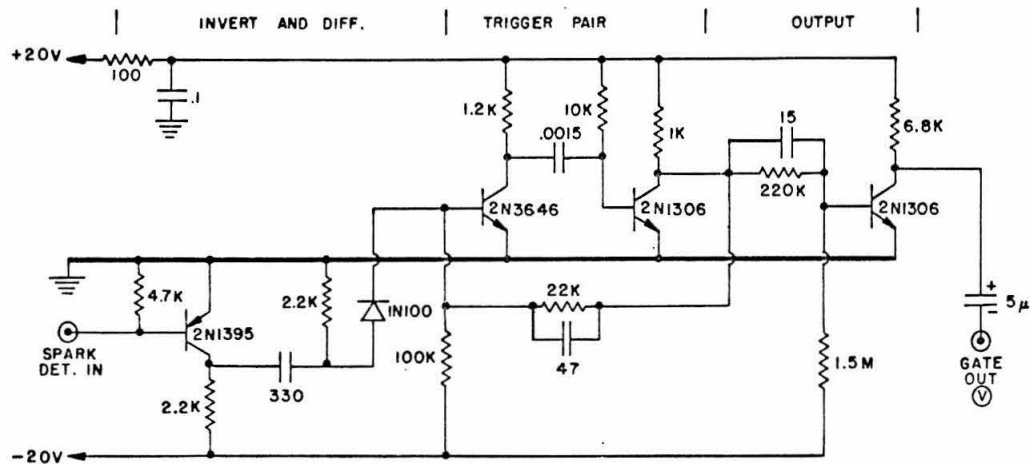 INVERT AND DIFF.
TRIGGER PAIR
OUTPUT
+20V
100
.1
1.2K
.0015
10K
1K
15
220K
6.8K
2N3646
2N1306
2N1306
4.7K
2N1395
2.2K
IN100
22K
47
100K
1.5M
5μ
+
-
SPARK
DET. IN
330
2.2K
GATE
OUT
V
-20V